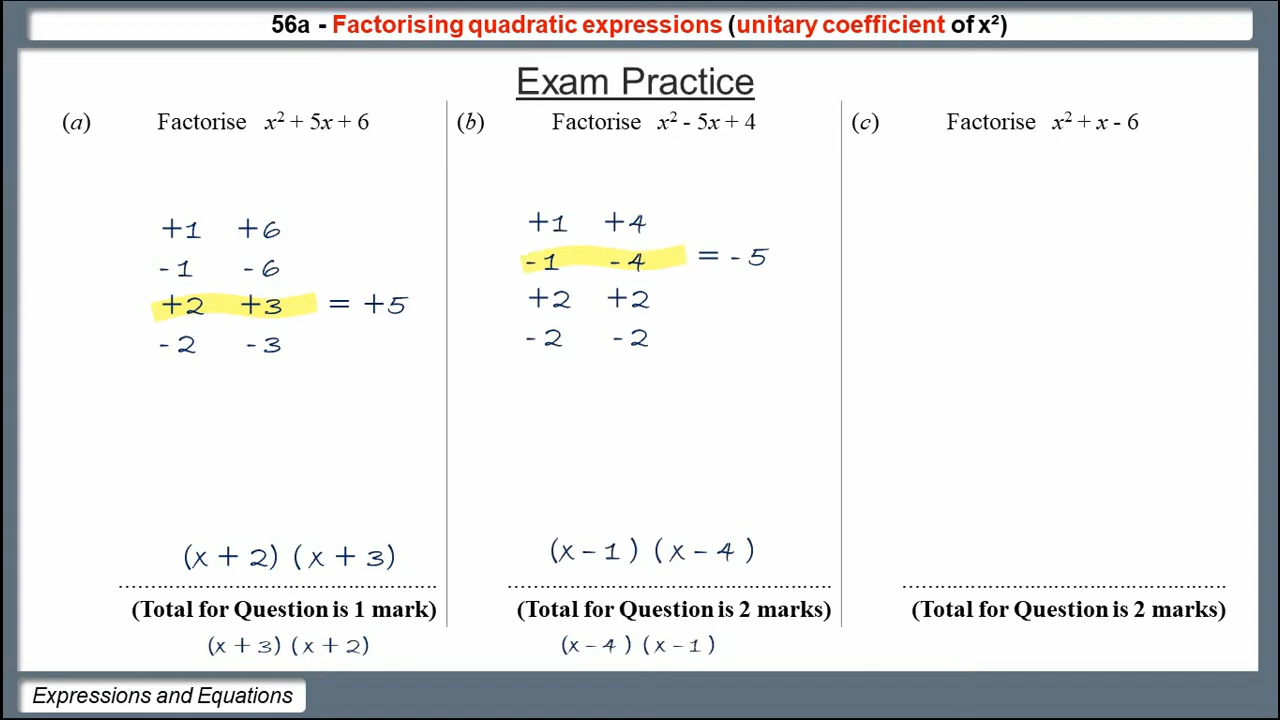 56a - Factorising quadratic expressions (unitary coefficient of x²)
Exam Practice
(a) Factorise x² + 5x + 6
+1 +6
-1 -6
+2 +3 = +5
-2 -3
(x + 2) (x + 3)
(Total for Question is 1 mark)
(x + 3) (x + 2)
(b) Factorise x² - 5x + 4
+1 +4
-1 -4 = -5
+2 +2
-2 -2
(x - 1) (x - 4)
(Total for Question is 2 marks)
(x - 4) (x - 1)
(c) Factorise x² + x - 6
(Total for Question is 2 marks)
Expressions and Equations